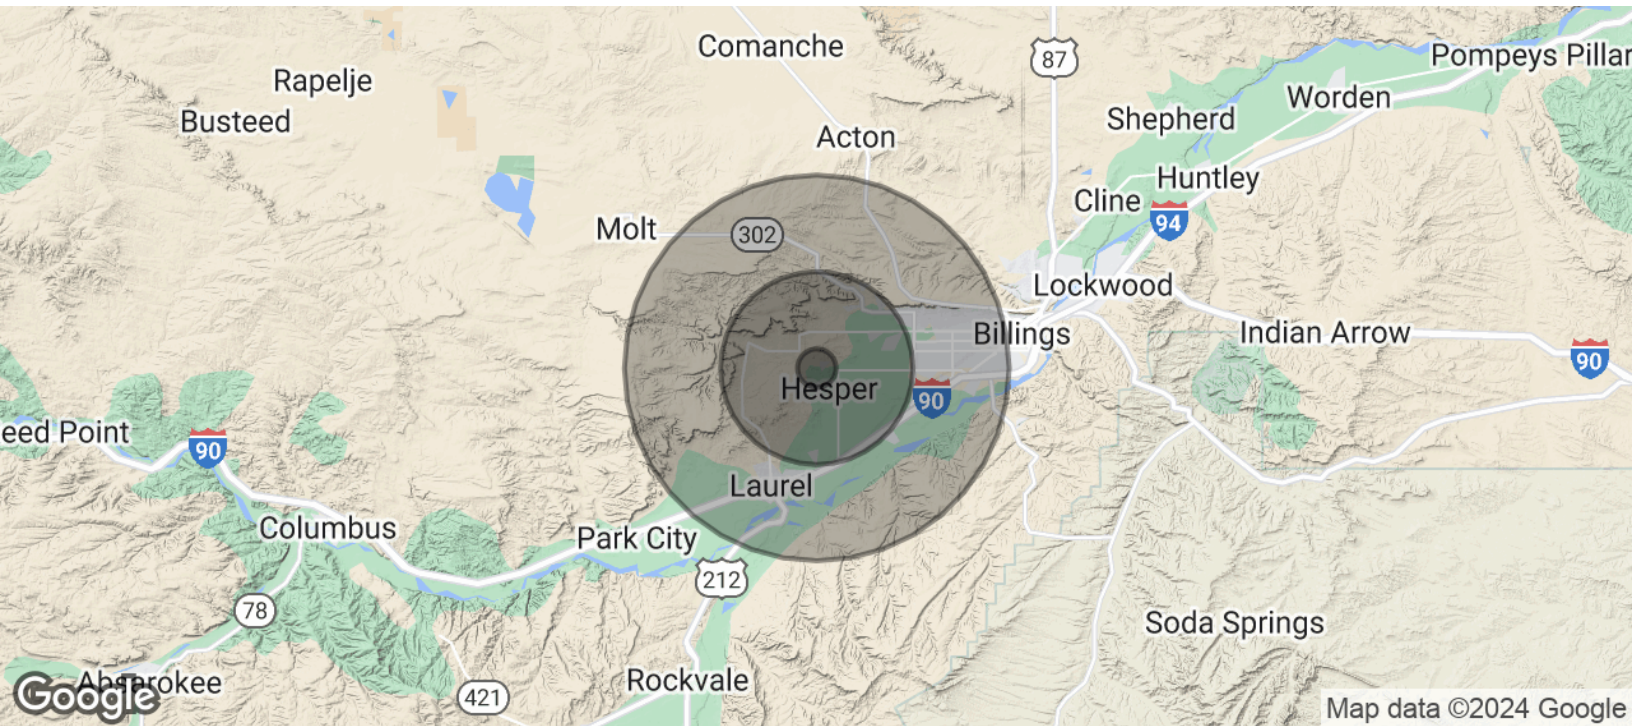 Comanche
87
Pompeys Pillar
Rapelje
Worden
Busteed
Shepherd
Acton
Huntley
Cline
94
Molt
302
Lockwood
Billings
Indian Arrow
90
Hesper
90
eed Point
90
Laurel
Columbus
Park City
212
78
Soda Springs
Absarokee
Rockvale
421
Google
Map data ©2024 Google